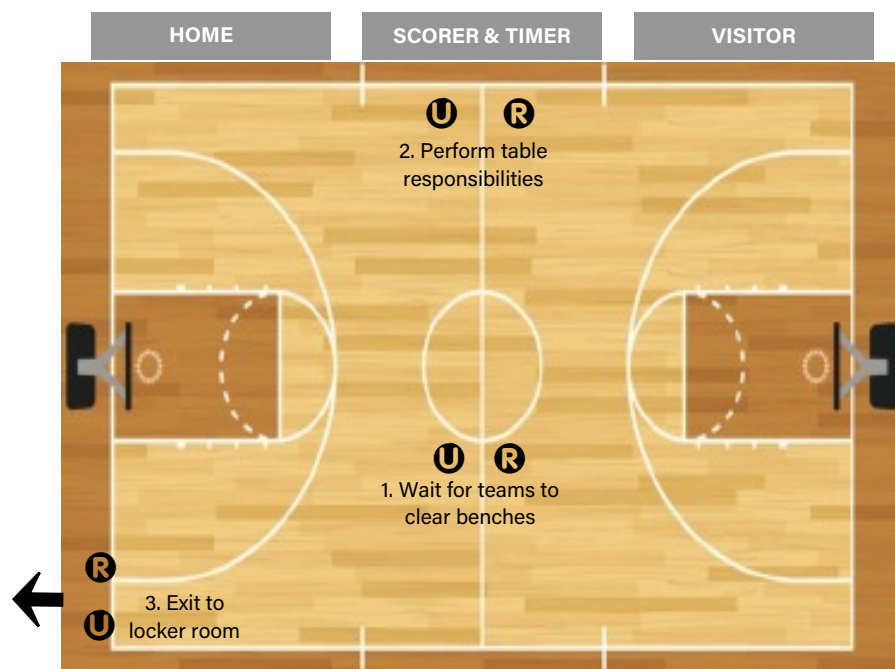 HOME
SCORER & TIMER
VISITOR
U R
2. Perform table
responsibilities
U R
1. Wait for teams to
clear benches
R
3. Exit to
U
locker room